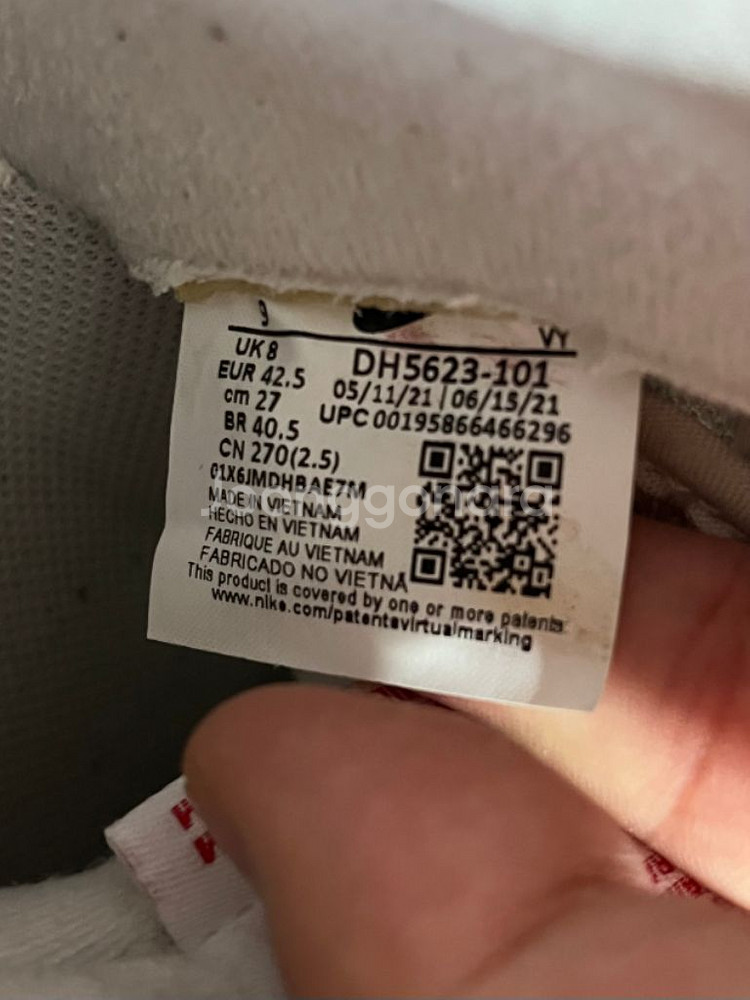 9
VY
UK 8
EUR 42.5
cm 27
BR 40.5
CN 270(2.5)
DH5623-101
05/11/21 | 06/15/21
UPC 00195866466296
01X6JMDHBAE7M
MADE IN VIETNAM
HECHO EN VIETNAM
FABRIQUE AU VIETNAM
FABRICADO NO VIETNÃ
This product is covered by one or more patents
www.nike.com/patentsvirtualmarking